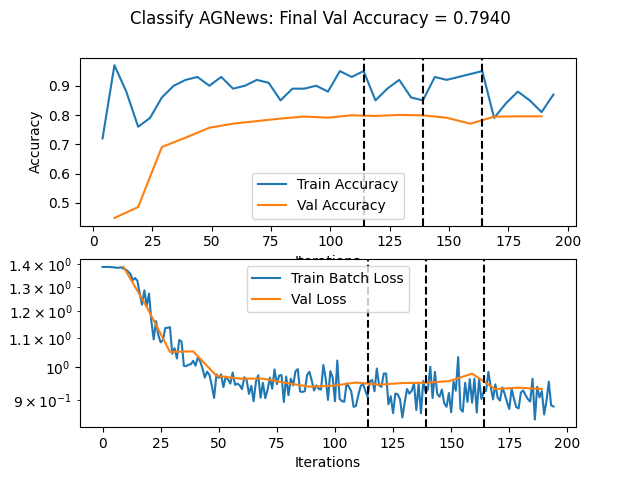 Classify AGNews: Final Val Accuracy = 0.7940
Accuracy
0.9
0.8
0.7
0.6
0.5
Train Accuracy
Val Accuracy
0 25 50 75 100 125 150 175 200
Iterations
1.4 × 10⁰
1.3 × 10⁰
1.2 × 10⁰
1.1 × 10⁰
10⁰
9 × 10⁻¹
Train Batch Loss
Val Loss
0 25 50 75 100 125 150 175 200
Iterations